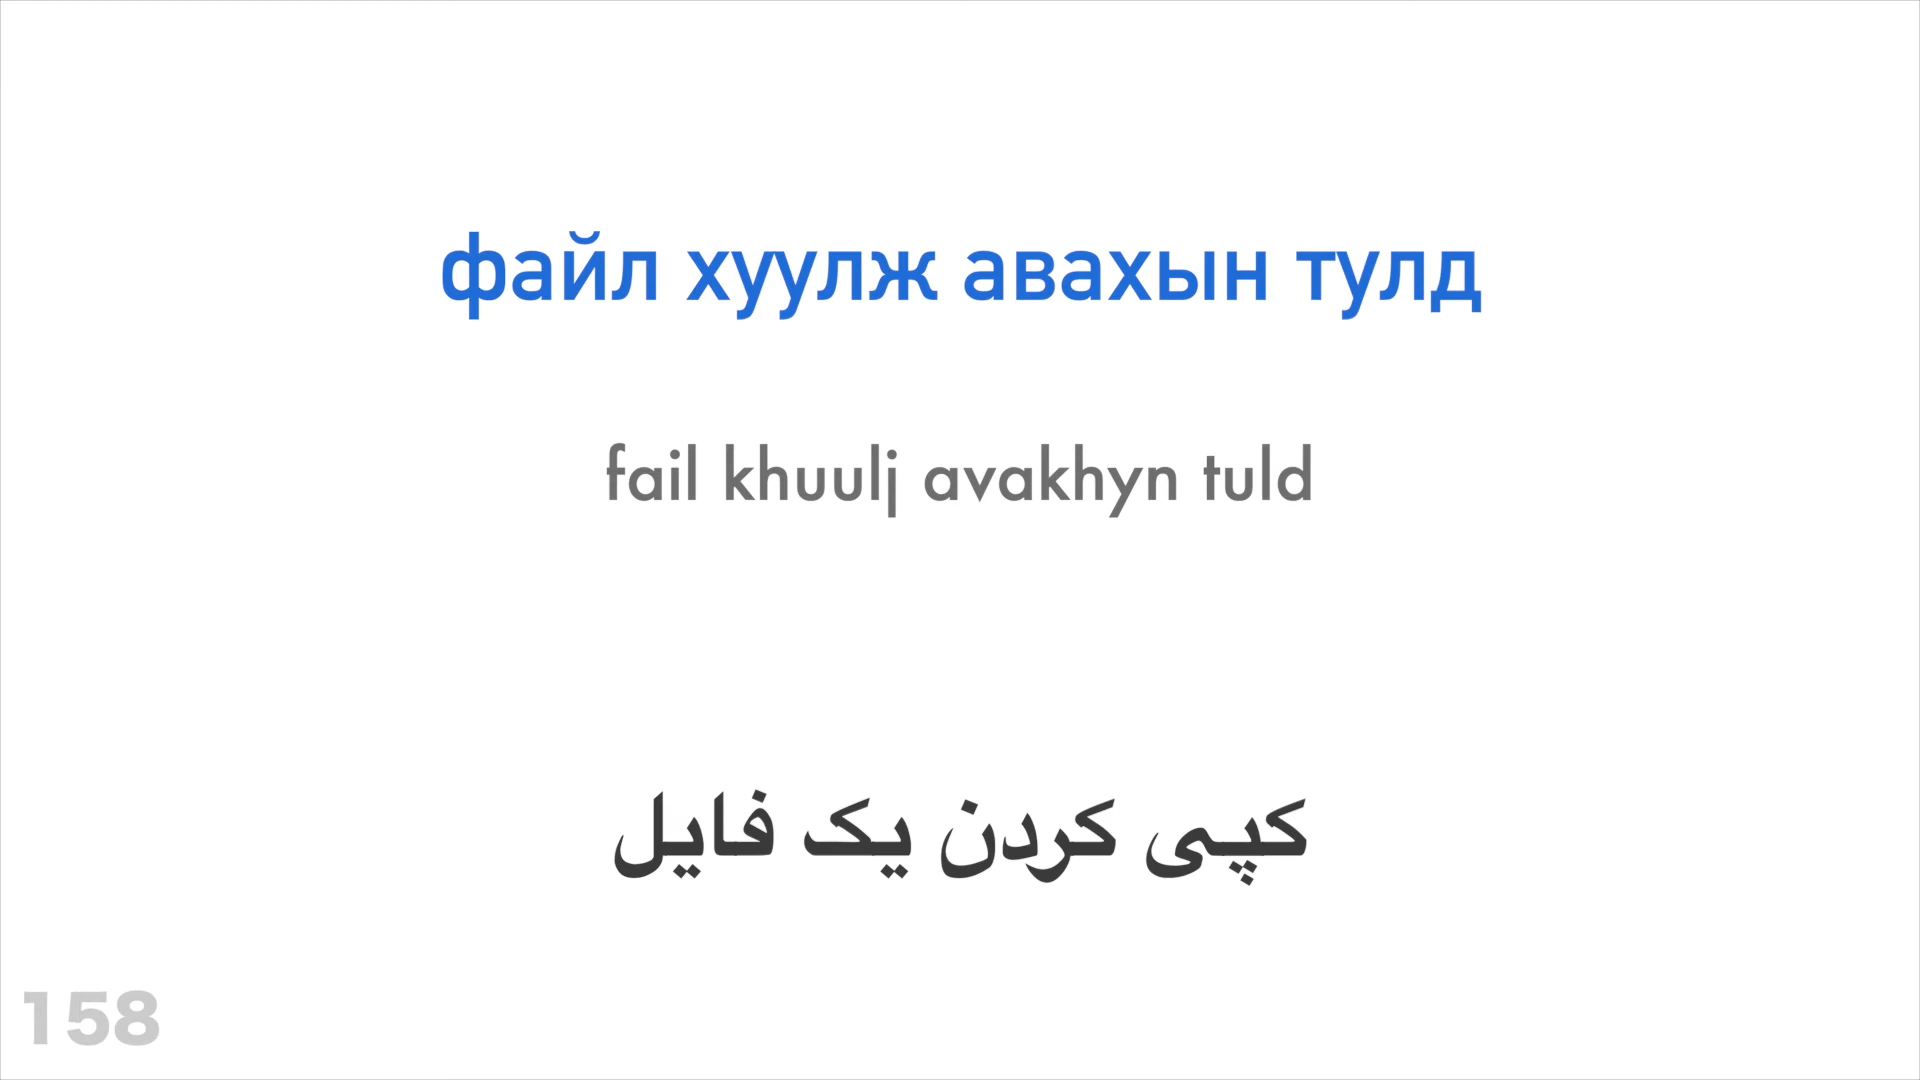 файл хуулж авахын тулд
fail khuulj avakhyn tuld
کپی کردن یک فایل
158